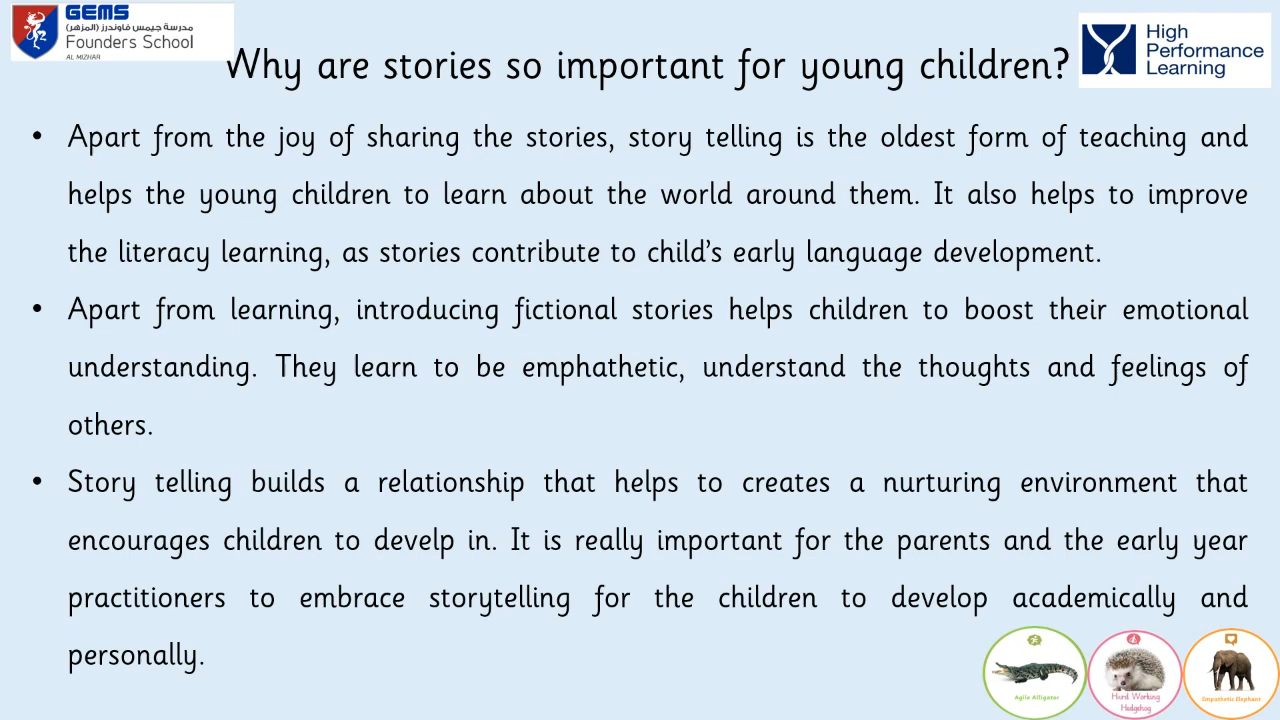 GEMS
مدرسة جيمس فاوندرز (المزهر)
Founders School
AL MIZHAR
High
Performance
Learning
Why are stories so important for young children?
• Apart from the joy of sharing the stories, story telling is the oldest form of teaching and
helps the young children to learn about the world around them. It also helps to improve
the literacy learning, as stories contribute to child’s early language development.
• Apart from learning, introducing fictional stories helps children to boost their emotional
understanding. They learn to be emphathetic, understand the thoughts and feelings of
others.
• Story telling builds a relationship that helps to creates a nurturing environment that
encourages children to develp in. It is really important for the parents and the early year
practitioners to embrace storytelling for the children to develop academically and
personally.
Agile Alligator
Hard Working
Hedgehog
Empathetic Elephant